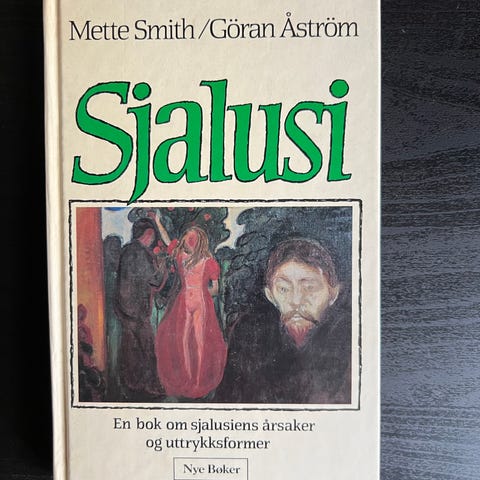 Mette Smith/Göran Åström
Sjalusi
En bok om sjalusiens årsaker
og uttrykksformer
Nye Bøker